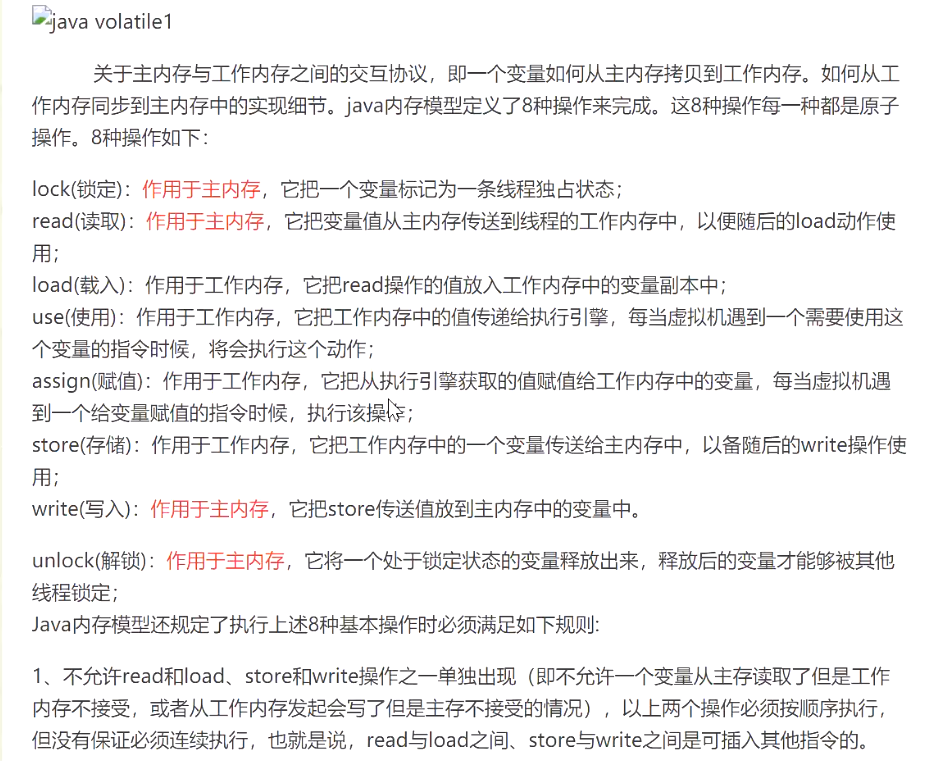 java volatile1
关于主内存与工作内存之间的交互协议，即一个变量如何从主内存拷贝到工作内存。如何从工
作内存同步到主内存中的实现细节。java内存模型定义了8种操作来完成。这8种操作每一种都是原子
操作。8种操作如下：
lock(锁定)：作用于主内存，它把一个变量标记为一条线程独占状态；
read(读取)：作用于主内存，它把变量值从主内存传送到线程的工作内存中，以便随后的load动作使
用；
load(载入)：作用于工作内存，它把read操作的值放入工作内存中的变量副本中；
use(使用)：作用于工作内存，它把工作内存中的值传递给执行引擎，每当虚拟机遇到一个需要使用这
个变量的指令时候，将会执行这个动作；
assign(赋值)：作用于工作内存，它把从执行引擎获取的值赋值给工作内存中的变量，每当虚拟机遇
到一个给变量赋值的指令时候，执行该操作；
store(存储)：作用于工作内存，它把工作内存中的一个变量传送给主内存中，以备随后的write操作使
用；
write(写入)：作用于主内存，它把store传送值放到主内存中的变量中。
unlock(解锁)：作用于主内存，它将一个处于锁定状态的变量释放出来，释放后的变量才能够被其他
线程锁定；
Java内存模型还规定了执行上述8种基本操作时必须满足如下规则:
1、不允许read和load、store和write操作之一单独出现（即不允许一个变量从主存读取了但是工作
内存不接受，或者从工作内存发起会写了但是主存不接受的情况），以上两个操作必须按顺序执行，
但没有保证必须连续执行，也就是说，read与load之间、store与write之间是可插入其他指令的。